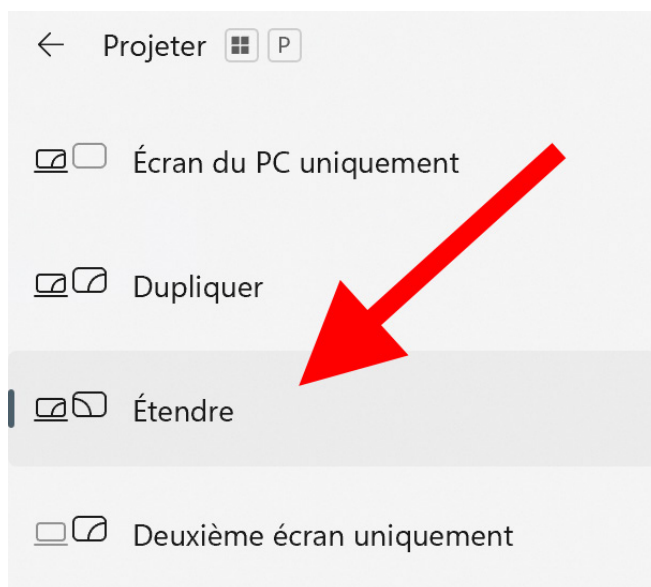 Projeter P
Écran du PC uniquement
Dupliquer
Étendre
Deuxième écran uniquement